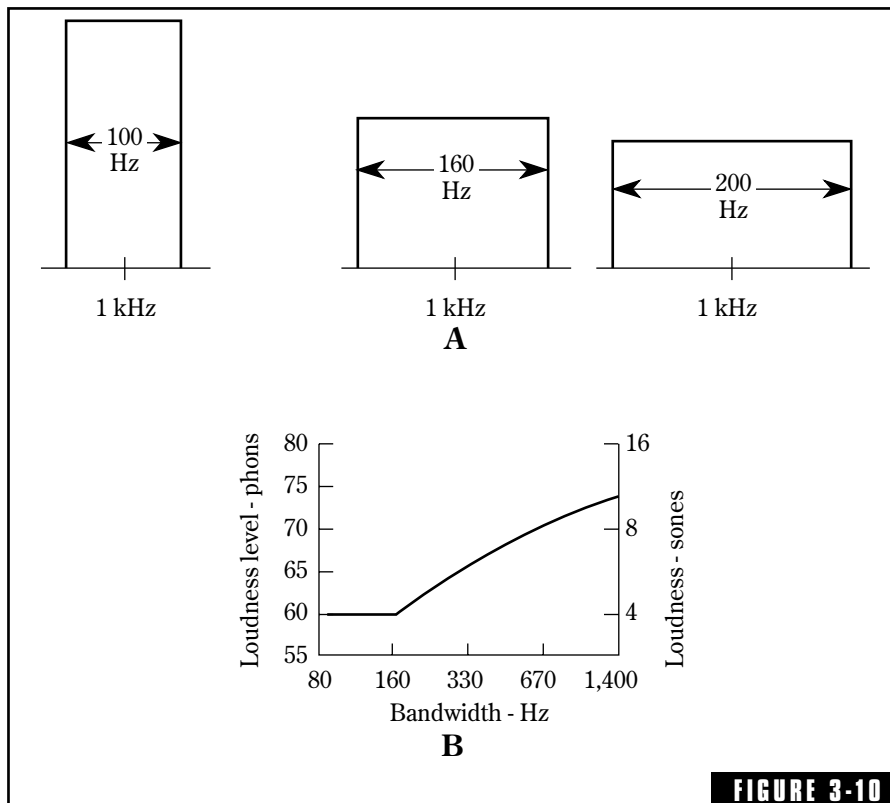 100
Hz
160
Hz
200
Hz
1 kHz
1 kHz
1 kHz
A
Loudness level - phons
80
75
70
65
60
55
16
8
4
Loudness - sones
80
160
330
670
1,400
Bandwidth - Hz
B
FIGURE 3-10